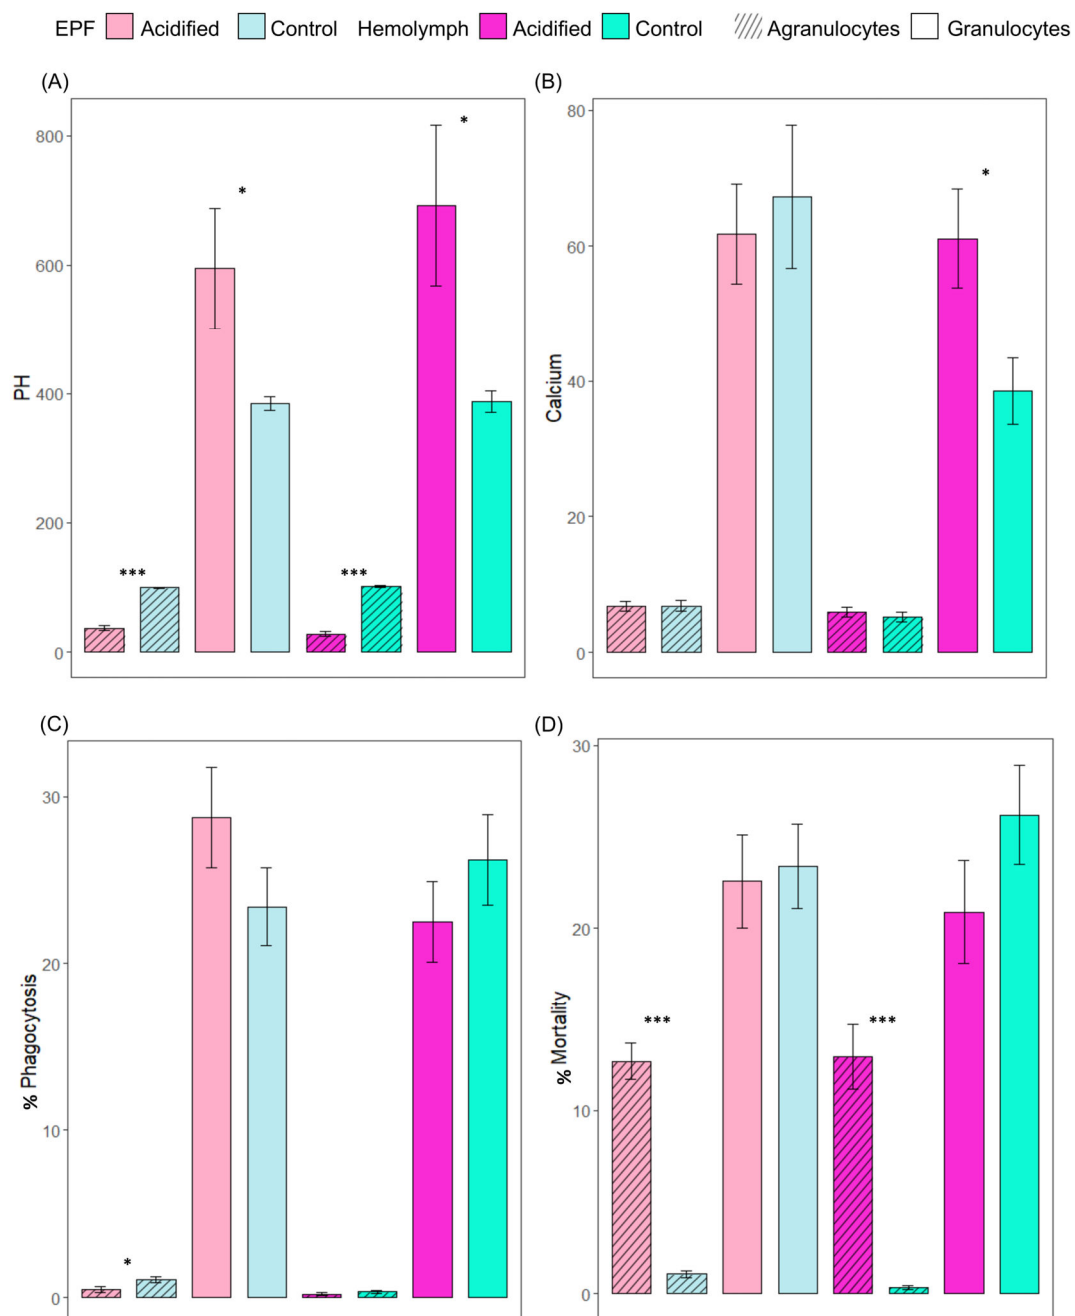 EPF Acidified Control Hemolymph Acidified Control Agranulocytes Granulocytes
(A)
PH
800
600
400
200
0
*
*
***
***
(B)
Calcium
80
60
40
20
0
*
(C)
% Phagocytosis
30
20
10
0
*
(D)
% Mortality
30
20
10
0
***
***